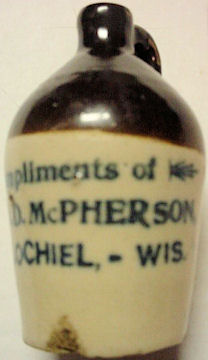 mpliments of
D. McPHERSON,
OCHIEL, - WIS.